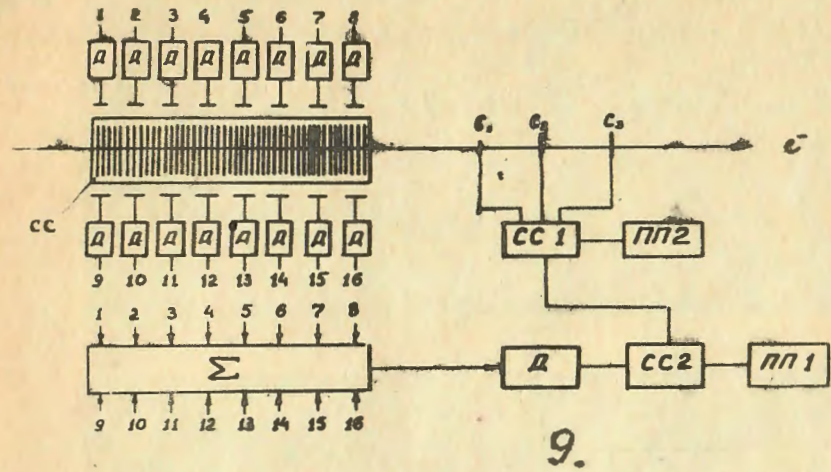 1 2 3 4 5 6 7 8
Д Д Д Д Д Д Д Д
С₁ С₂ С₃
e⁻
СС
Д Д Д Д Д Д Д Д
СС 1 ПП2
9 10 11 12 13 14 15 16
1 2 3 4 5 6 7 8
Σ Д СС2 ПП1
9 10 11 12 13 14 15 16
9.